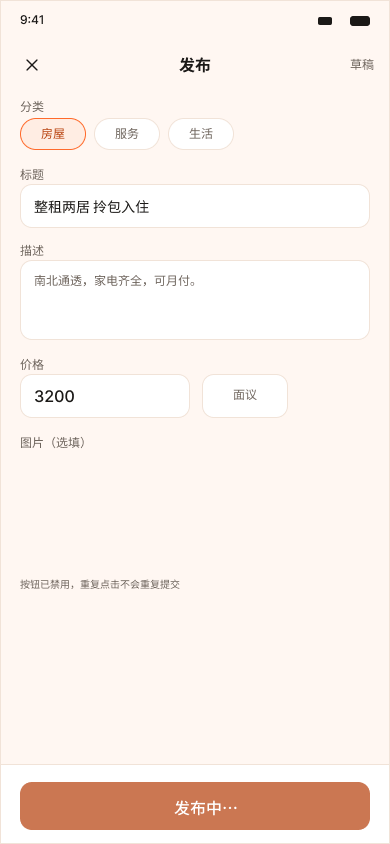 9:41
发布
草稿
分类
房屋
服务
生活
标题
整租两居 拎包入住
描述
南北通透，家电齐全，可月付。
价格
3200
面议
图片（选填）
按钮已禁用，重复点击不会重复提交
发布中···